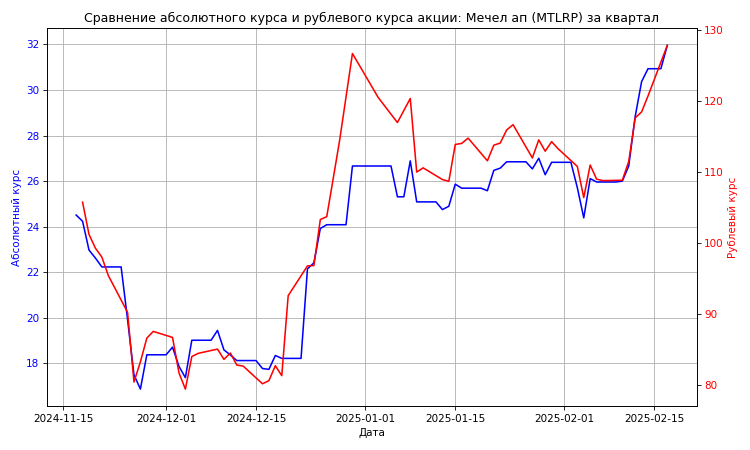 Сравнение абсолютного курса и рублевого курса акции: Мечел ап (MTLRP) за квартал
Абсолютный курс
32
30
28
26
24
22
20
18
130
120
110
100
90
80
Рублевый курс
2024-11-15 2024-12-01 2024-12-15 2025-01-01 2025-01-15 2025-02-01 2025-02-15
Дата